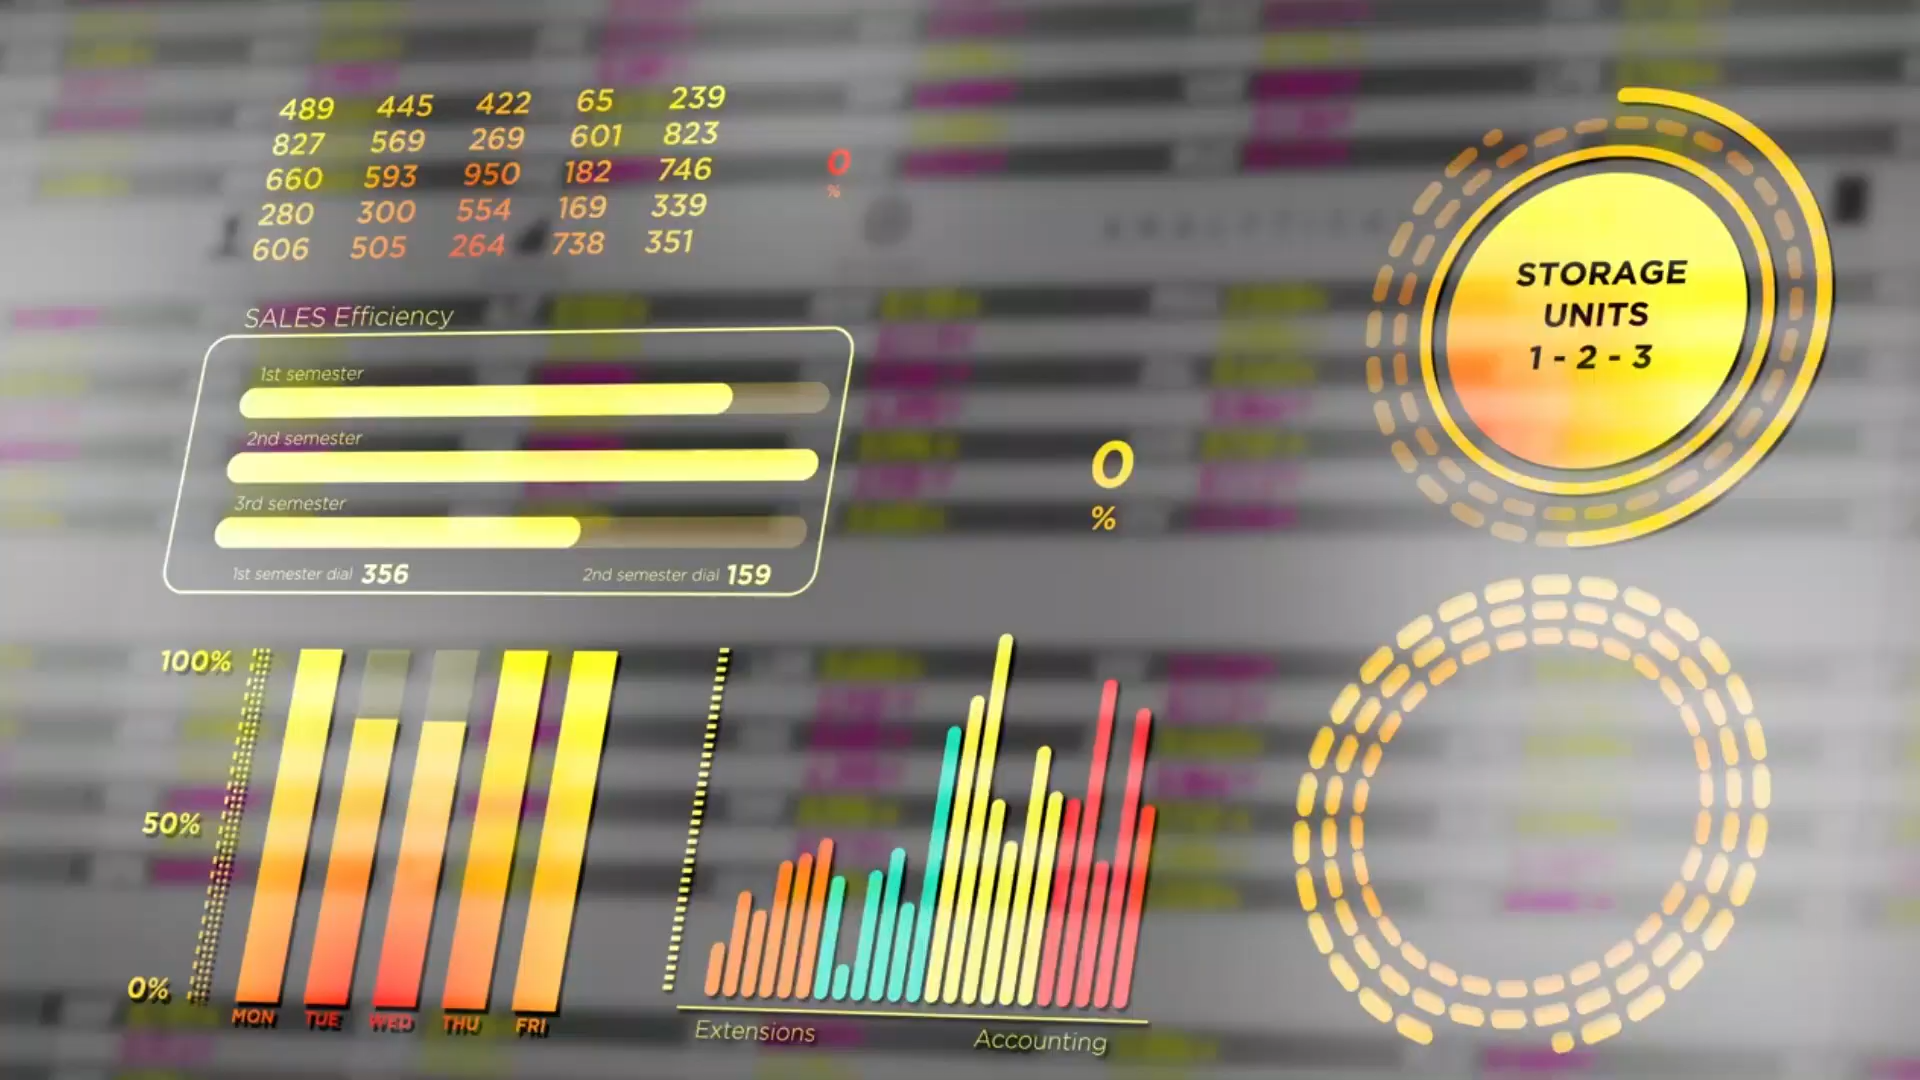 489 445 422 65 239
827 569 269 601 823
660 593 950 182 746
280 300 554 169 339
606 505 264 738 351
0
%
SALES Efficiency
1st semester
2nd semester
3rd semester
1st semester dial 356 2nd semester dial 159
0
%
STORAGE
UNITS
1 - 2 - 3
100%
50%
0%
MON TUE WED THU FRI
Extensions Accounting